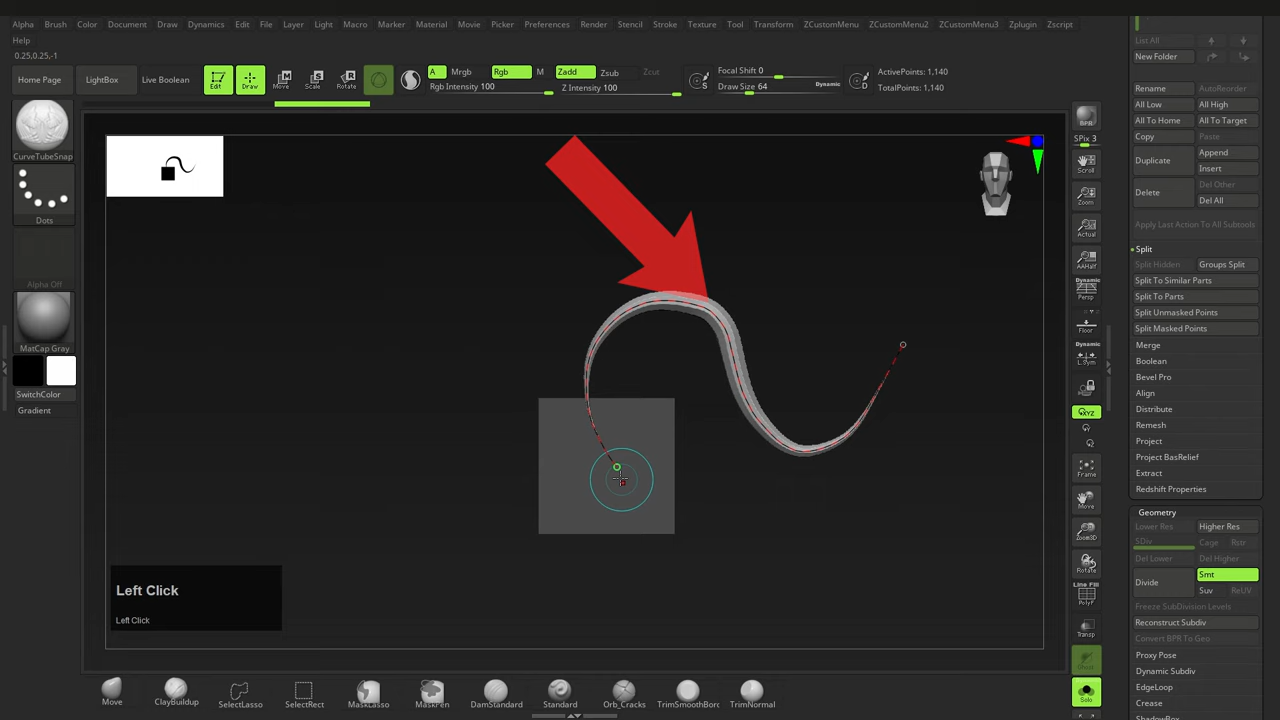 Alpha Brush Color Document Draw Dynamics Edit File Layer Light Macro Marker Material Movie Picker Preferences Render Stencil Stroke Texture Tool Transform ZCustomMenu ZCustomMenu2 ZCustomMenu3 Zplugin Zscript
Help
0.25,0.25,-1
Home Page LightBox Live Boolean Edit Draw Move Scale Rotate
A Mrgb Rgb M Zadd Zsub Zcut
Rgb Intensity 100 Z Intensity 100
S Focal Shift 0
Draw Size 64 Dynamic
D ActivePoints: 1,140
TotalPoints: 1,140
CurveTubeSnap
Dots
Alpha Off
MatCap Gray
SwitchColor
Gradient
Left Click
Left Click
BPR
SPix 3
Scroll
Zoom
Actual
AAHalf
Dynamic
Persp
Floor
Dynamic
L.Sym
XYZ
Frame
Move
Zoom3D
Rotate
Line Fill
PolyF
Transp
Ghost
Solo
List All
New Folder
Rename AutoReorder
All Low All High
All To Home All To Target
Copy Paste
Duplicate Append
Insert
Delete Del Other
Del All
Apply Last Action To All Subtools
Split
Split Hidden Groups Split
Split To Similar Parts
Split To Parts
Split Unmasked Points
Split Masked Points
Merge
Boolean
Bevel Pro
Align
Distribute
Remesh
Project
Project BasRelief
Extract
Redshift Properties
Geometry
Lower Res Higher Res
SDiv Cage Rstr
Del Lower Del Higher
Divide Smt
Suv ReUV
Freeze SubDivision Levels
Reconstruct Subdiv
Convert BPR To Geo
Proxy Pose
Dynamic Subdiv
EdgeLoop
Crease
ShadowBox
Move ClayBuildup SelectLasso SelectRect MaskLasso MaskPen DamStandard Standard Orb_Cracks TrimSmoothBorc TrimNormal